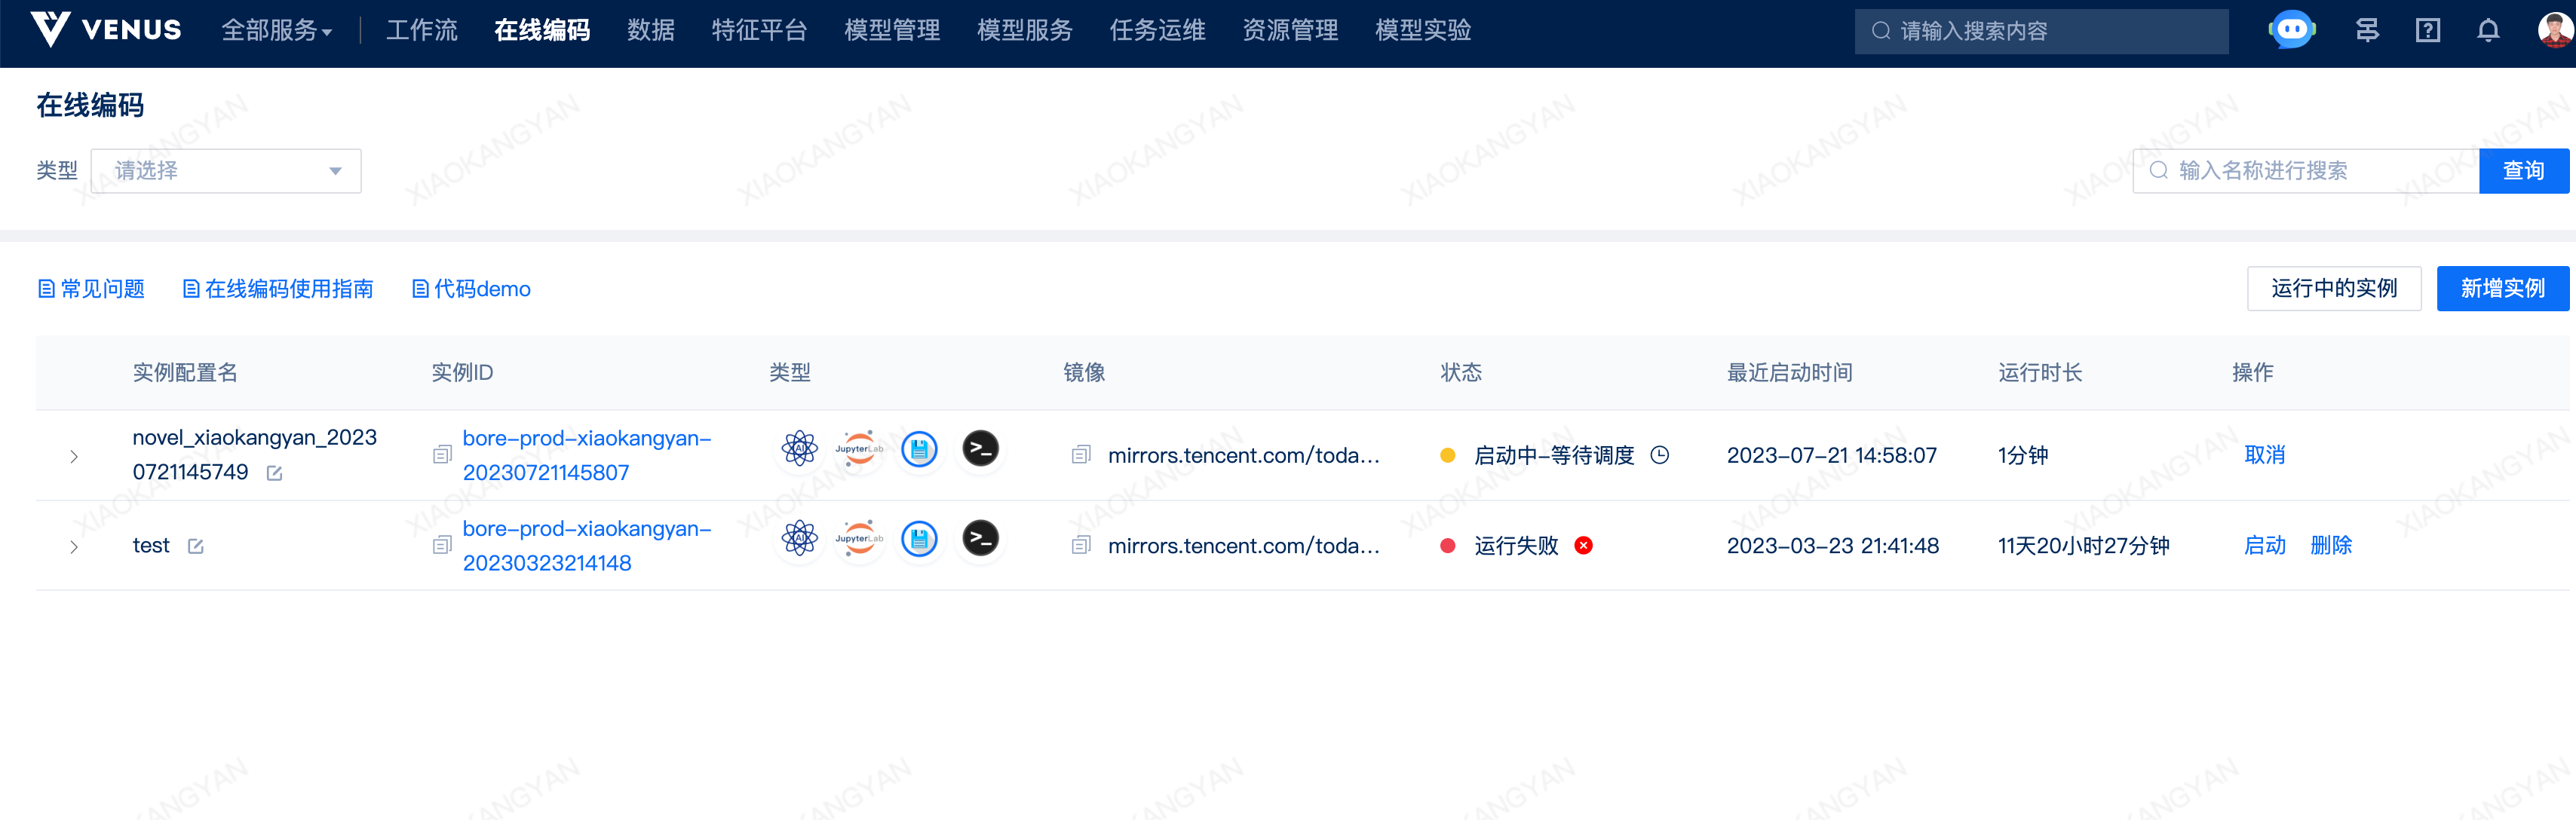 VENUS 全部服务 工作流 在线编码 数据 特征平台 模型管理 模型服务 任务运维 资源管理 模型实验 请输入搜索内容
在线编码
类型 请选择 输入名称进行搜索 查询
常见问题 在线编码使用指南 代码demo 运行中的实例 新增实例
实例配置名 实例ID 类型 镜像 状态 最近启动时间 运行时长 操作
novel_xiaokangyan_2023
0721145749
bore-prod-xiaokangyan-
20230721145807
AI JupyterLab >_
mirrors.tencent.com/toda... 启动中-等待调度 2023-07-21 14:58:07 1分钟 取消
test
bore-prod-xiaokangyan-
20230323214148
AI JupyterLab >_
mirrors.tencent.com/toda... 运行失败 2023-03-23 21:41:48 11天20小时27分钟 启动 删除
XIAOKANGYAN